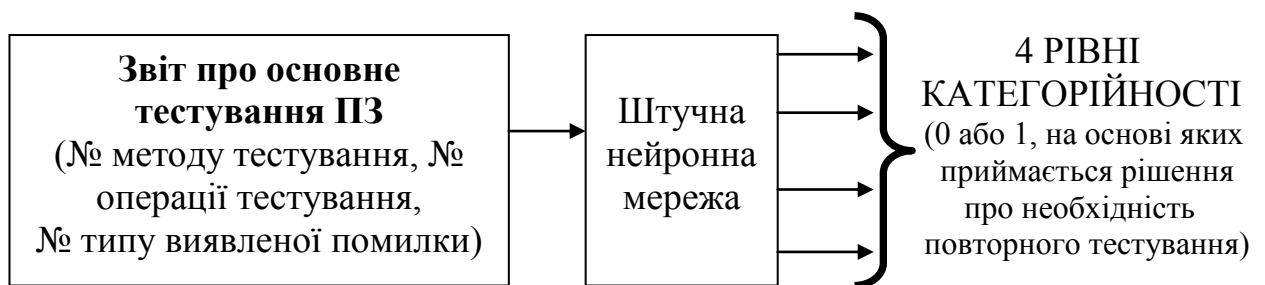 Звіт про основне
тестування ПЗ
(№ методу тестування, №
операції тестування,
№ типу виявленої помилки)
Штучна
нейронна
мережа
4 РІВНІ
КАТЕГОРІЙНОСТІ
(0 або 1, на основі яких
приймається рішення
про необхідність
повторного тестування)